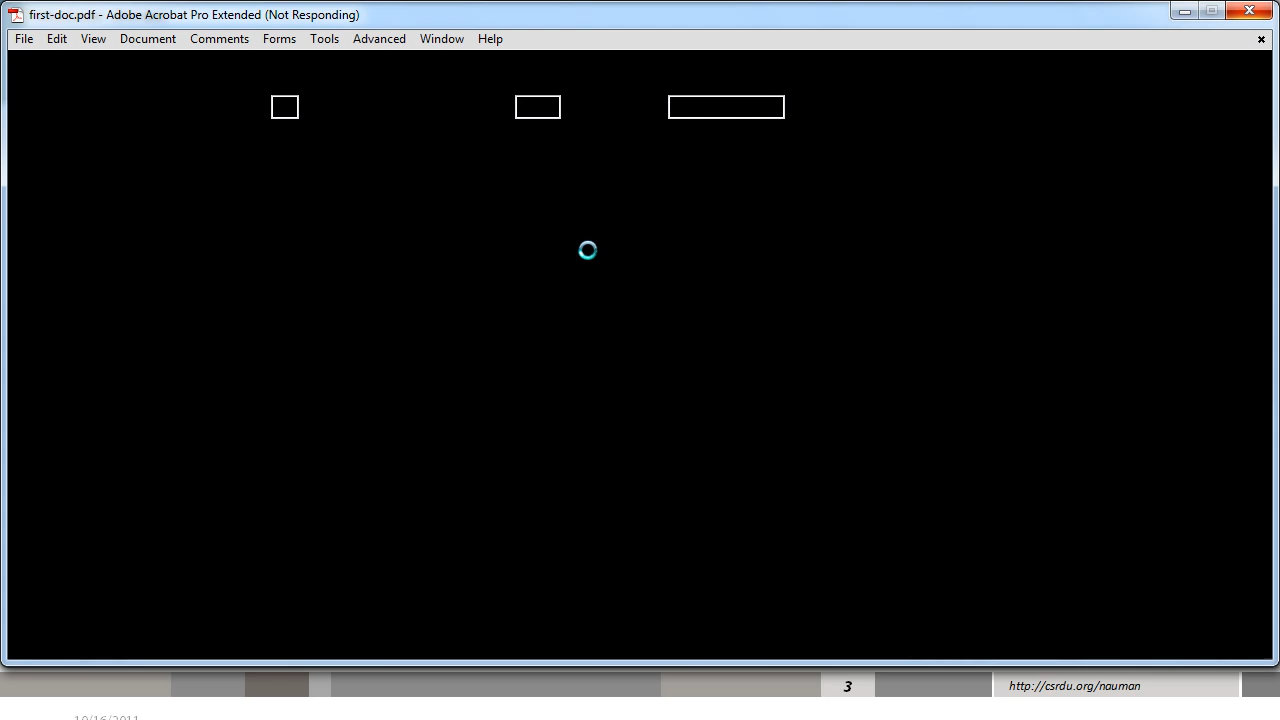 first-doc.pdf - Adobe Acrobat Pro Extended (Not Responding)
File Edit View Document Comments Forms Tools Advanced Window Help
3
http://csrdu.org/nauman
10/16/2011